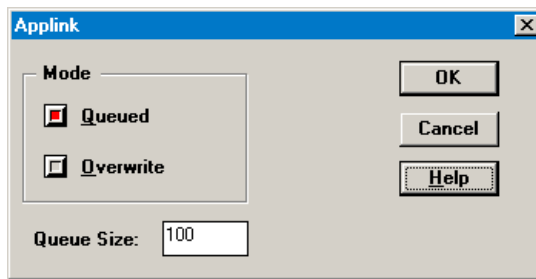 Applink
Mode
Queued
Overwrite
Queue Size: 100
OK
Cancel
Help